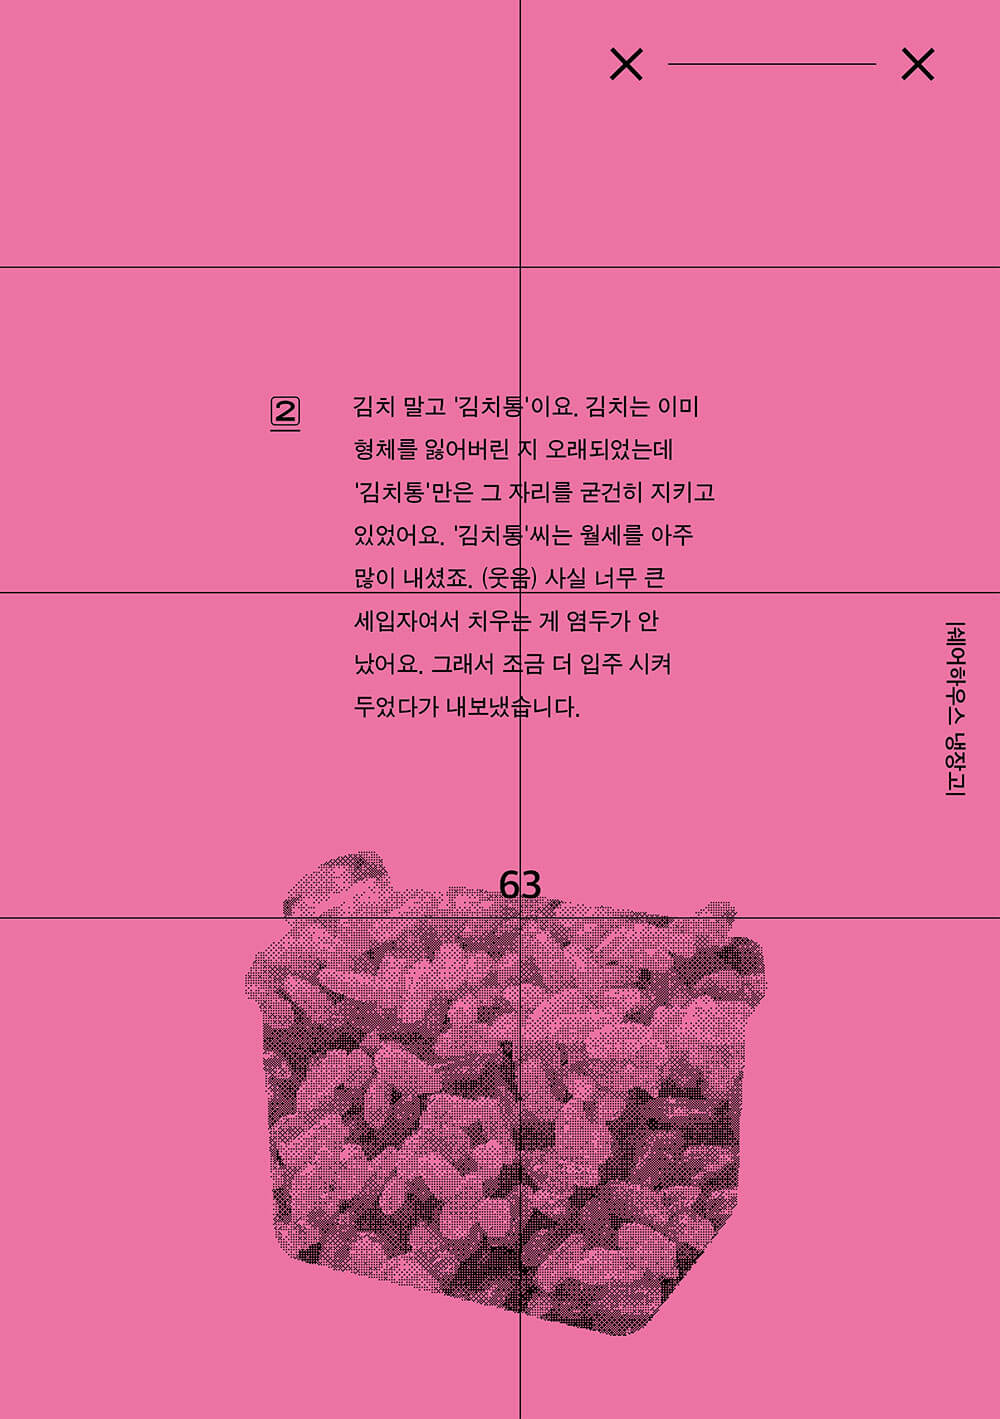 2
김치 말고 '김치통'이요. 김치는 이미
형체를 잃어버린 지 오래되었는데
'김치통'만은 그 자리를 굳건히 지키고
있었어요. '김치통'씨는 월세를 아주
많이 내셨죠. (웃음) 사실 너무 큰
세입자여서 치우는 게 염두가 안
났어요. 그래서 조금 더 입주 시켜
두었다가 내보냈습니다.
|쉐어하우스 냉장고|
63